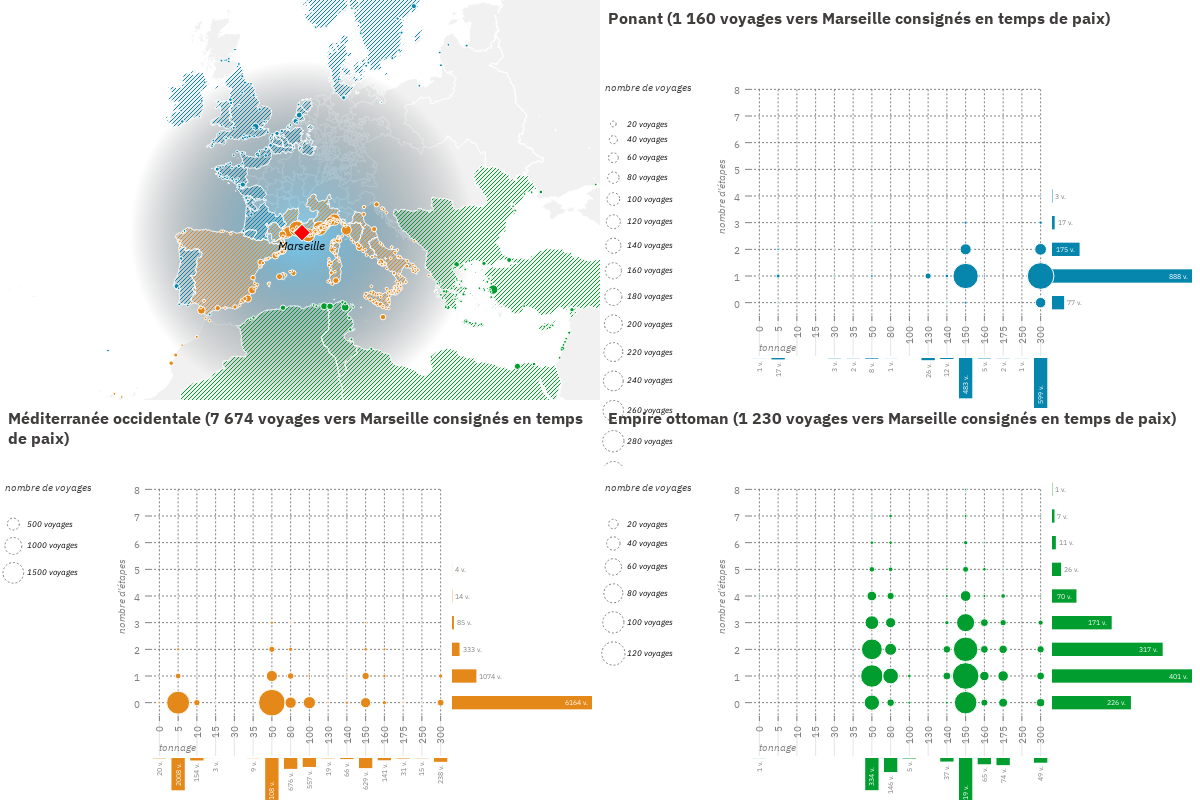 Marseille
Ponant (1 160 voyages vers Marseille consignés en temps de paix)
nombre de voyages
20 voyages
40 voyages
60 voyages
80 voyages
100 voyages
120 voyages
140 voyages
160 voyages
180 voyages
200 voyages
220 voyages
240 voyages
260 voyages
280 voyages
nombre d'étapes
8
7
6
5
4
3
2
1
0
3 v.
17 v.
175 v.
888 v.
77 v.
0
5
10
15
30
35
50
80
100
130
140
150
160
175
250
300
tonnage
1 v.
17 v.
3 v.
2 v.
8 v.
1 v.
26 v.
12 v.
483 v.
5 v.
2 v.
1 v.
599 v.
Méditerranée occidentale (7 674 voyages vers Marseille consignés en temps
de paix)
nombre de voyages
500 voyages
1000 voyages
1500 voyages
nombre d'étapes
8
7
6
5
4
3
2
1
0
4 v.
14 v.
85 v.
333 v.
1074 v.
6164 v.
0
5
10
15
30
35
50
80
100
130
140
150
160
175
250
300
tonnage
20 v.
2008 v.
154 v.
3 v.
9 v.
108 v.
676 v.
557 v.
19 v.
66 v.
629 v.
141 v.
31 v.
15 v.
238 v.
Empire ottoman (1 230 voyages vers Marseille consignés en temps de paix)
nombre de voyages
20 voyages
40 voyages
60 voyages
80 voyages
100 voyages
120 voyages
nombre d'étapes
8
7
6
5
4
3
2
1
0
1 v.
7 v.
11 v.
26 v.
70 v.
171 v.
317 v.
401 v.
226 v.
0
5
10
15
30
35
50
80
100
130
140
150
160
175
250
300
tonnage
1 v.
334 v.
146 v.
5 v.
37 v.
19 v.
65 v.
74 v.
49 v.